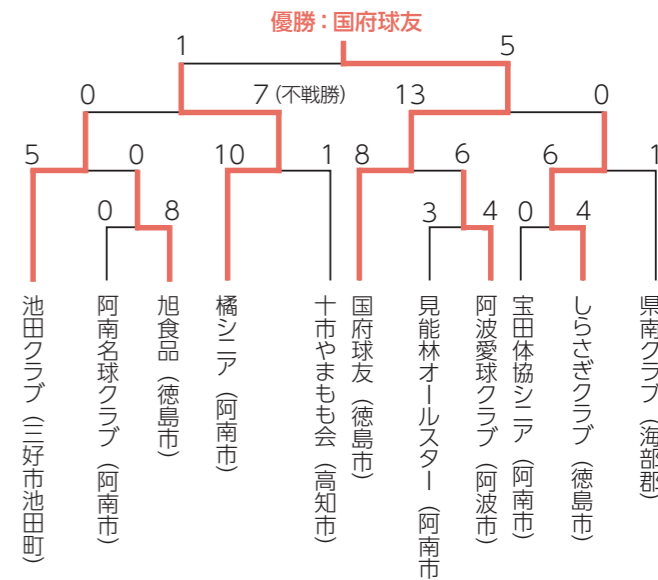 優勝：国府球友
1 5
0 7（不戦勝） 13 0
5 0 10 1 8 6 6 1
0 8 3 4 0 4
池田クラブ（三好市池田町）
阿南名球クラブ（阿南市）
旭食品（徳島市）
橘シニア（阿南市）
十市やまもも会（高知市）
国府球友（徳島市）
見能林オールスター（阿南市
阿波愛球クラブ（阿波市）
宝田体協シニア（阿南市）
しらさぎクラブ（徳島市）
県南クラブ（海部郡）